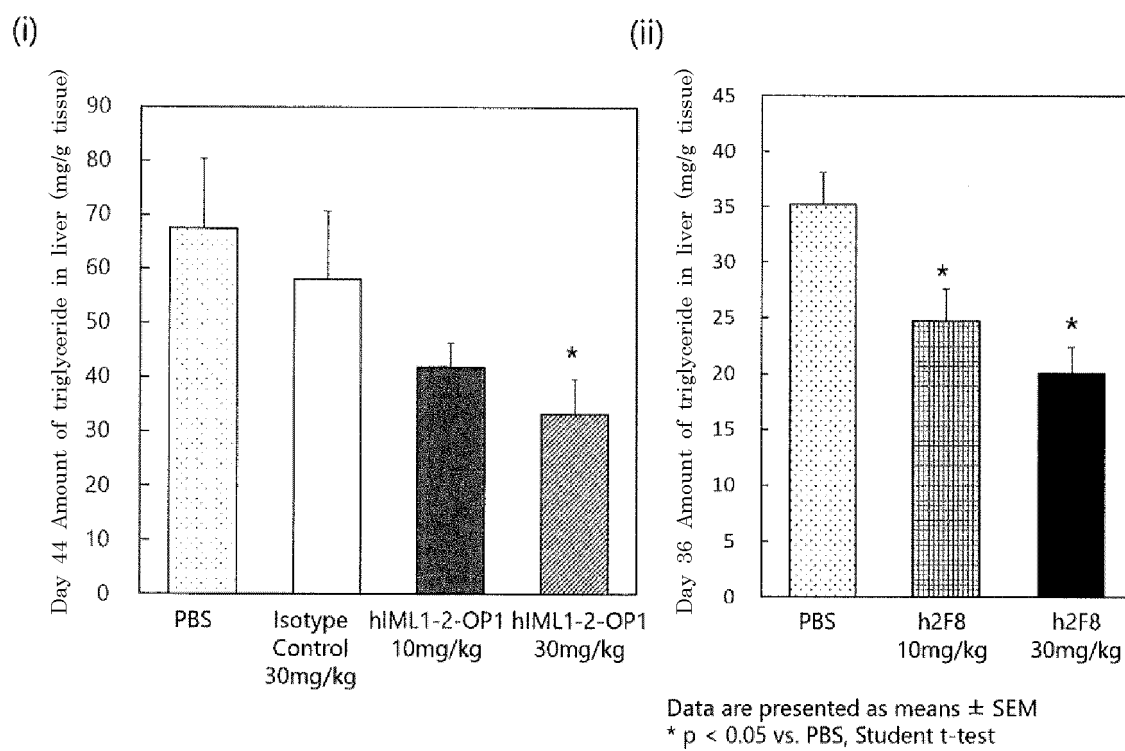 (i)
Day 44 Amount of triglyceride in liver (mg/g tissue)
90
80
70
60
50
40
30
20
10
0
*
PBS
Isotype
Control
30mg/kg
hIML1-2-OP1
10mg/kg
hIML1-2-OP1
30mg/kg
(ii)
Day 36 Amount of triglyceride in liver (mg/g tissue)
45
40
35
30
25
20
15
10
5
0
*
*
PBS
h2F8
10mg/kg
h2F8
30mg/kg
Data are presented as means ± SEM
* p < 0.05 vs. PBS, Student t-test